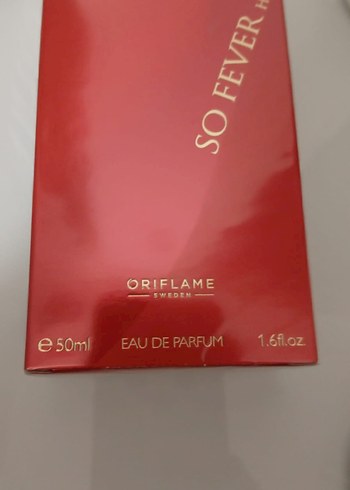 SO FEVER
ORIFLAME
SWEDEN
℮ 50ml EAU DE PARFUM 1.6fl.oz.